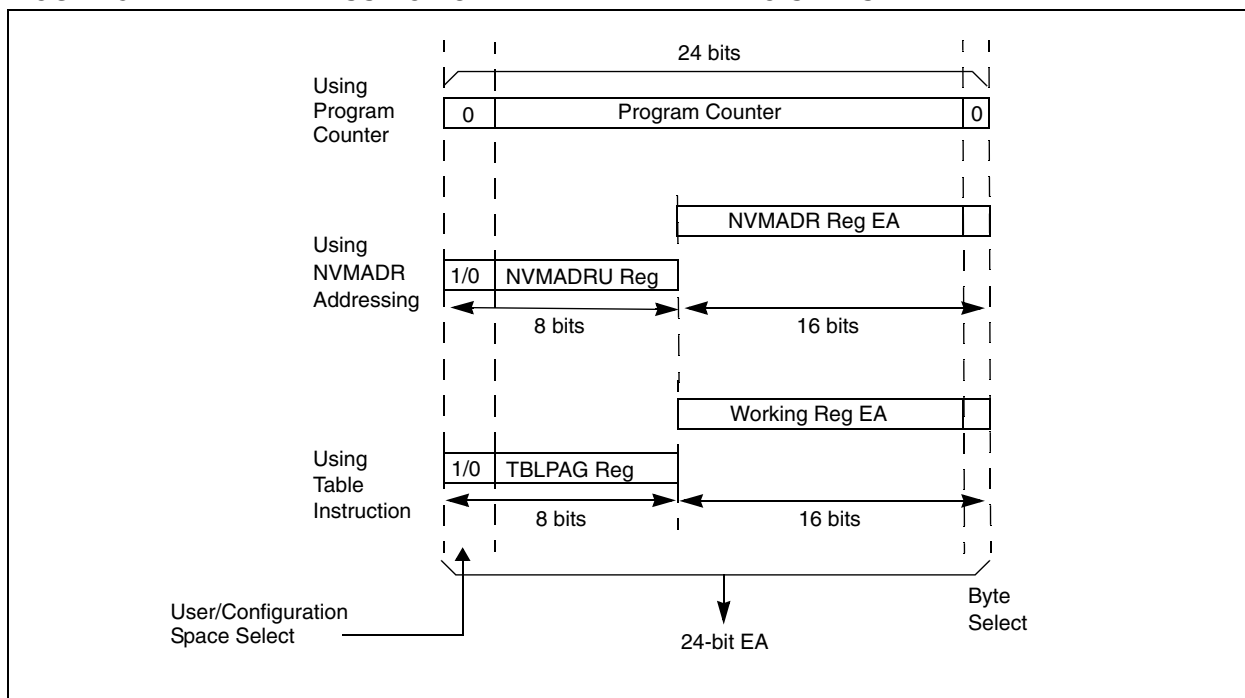 24 bits
Using
Program
Counter
0
Program Counter
0
NVMADR Reg EA
Using
NVMADR
Addressing
1/0
NVMADRU Reg
8 bits
16 bits
Working Reg EA
Using
Table
Instruction
1/0
TBLPAG Reg
8 bits
16 bits
User/Configuration
Space Select
24-bit EA
Byte
Select